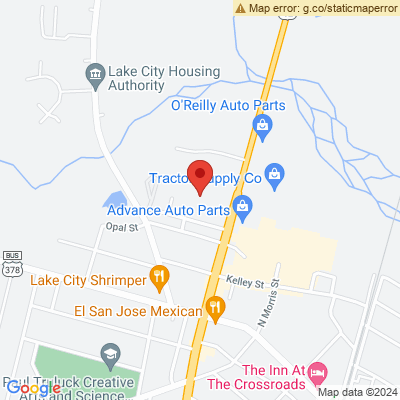 Map error: g.co/staticmaperror
Lake City Housing
Authority
O'Reilly Auto Parts
Tractor Supply Co
Advance Auto Parts
Opal St
BUS
378
Lake City Shrimper
Kelley St
El San Jose Mexican
N Morris St
The Inn At
The Crossroads
Paul Truluck Creative
Arts and Science...
Google
Map data ©2024